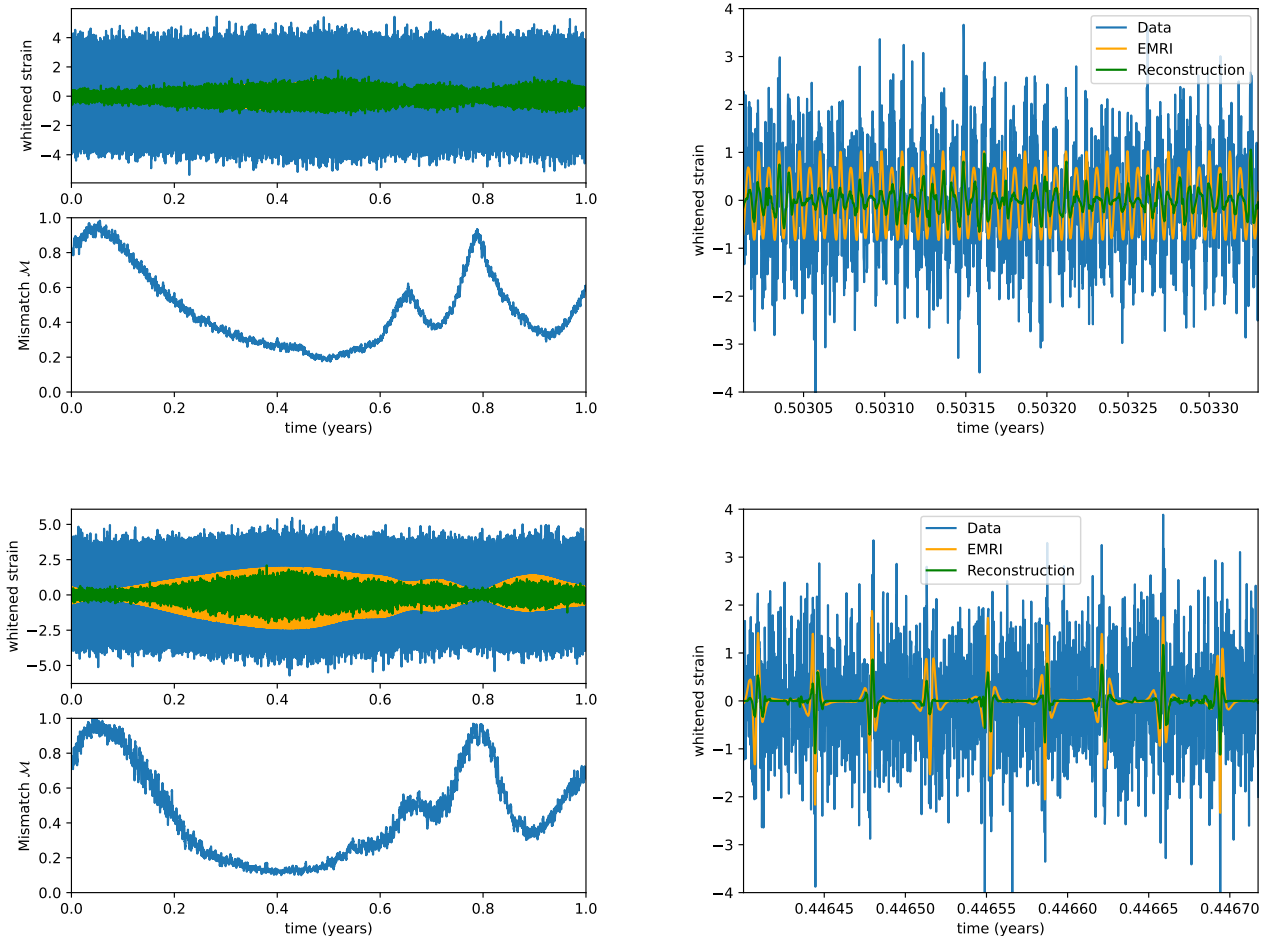 whitened strain
4
2
0
−2
−4
0.0 0.2 0.4 0.6 0.8 1.0
Mismatch ℳ
1.0
0.8
0.6
0.4
0.2
0.0
0.0 0.2 0.4 0.6 0.8 1.0
time (years)
Data
EMRI
Reconstruction
whitened strain
4
3
2
1
0
−1
−2
−3
−4
0.50305 0.50310 0.50315 0.50320 0.50325 0.50330
time (years)
whitened strain
5.0
2.5
0.0
−2.5
−5.0
0.0 0.2 0.4 0.6 0.8 1.0
Mismatch ℳ
1.0
0.8
0.6
0.4
0.2
0.0
0.0 0.2 0.4 0.6 0.8 1.0
time (years)
Data
EMRI
Reconstruction
whitened strain
4
3
2
1
0
−1
−2
−3
−4
0.44645 0.44650 0.44655 0.44660 0.44665 0.44670
time (years)